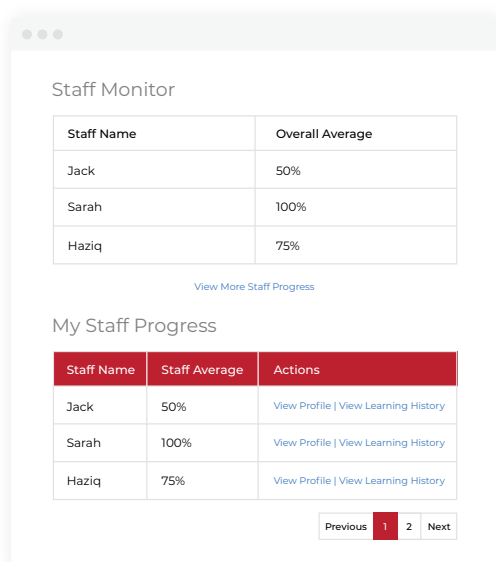 Staff Monitor
Staff Name Overall Average
Jack 50%
Sarah 100%
Haziq 75%
View More Staff Progress
My Staff Progress
Staff Name Staff Average Actions
Jack 50% View Profile | View Learning History
Sarah 100% View Profile | View Learning History
Haziq 75% View Profile | View Learning History
Previous 1 2 Next